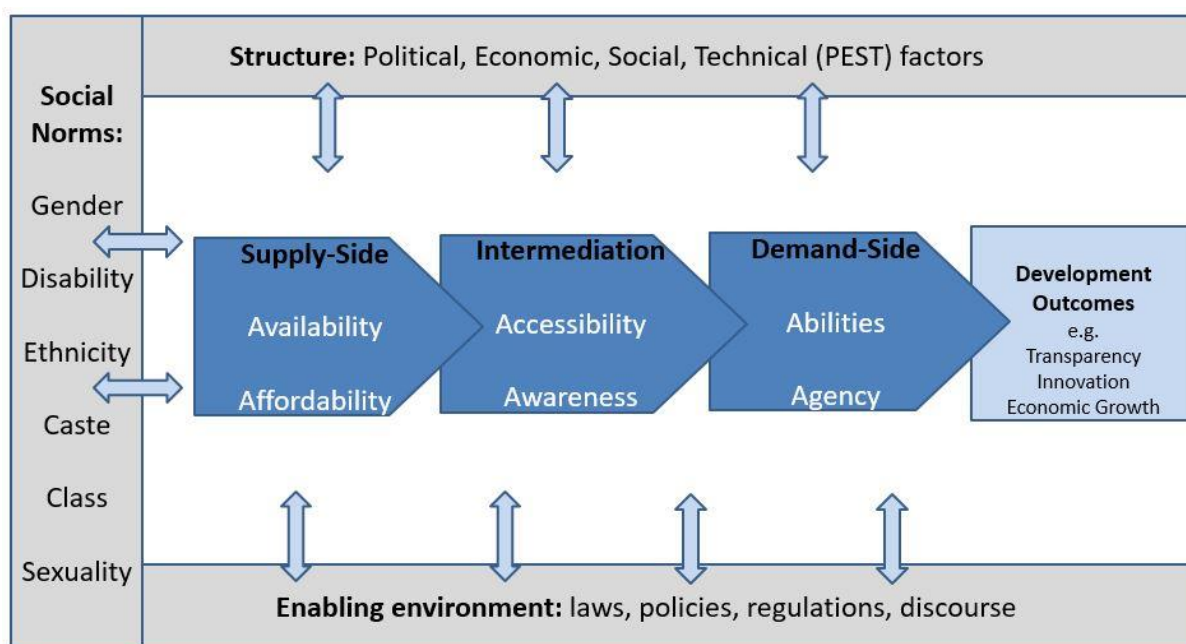 Structure: Political, Economic, Social, Technical (PEST) factors
Social
Norms:
Gender
Disability
Ethnicity
Caste
Class
Sexuality
Supply-Side
Availability
Affordability
Intermediation
Accessibility
Awareness
Demand-Side
Abilities
Agency
Development
Outcomes
e.g.
Transparency
Innovation
Economic Growth
Enabling environment: laws, policies, regulations, discourse